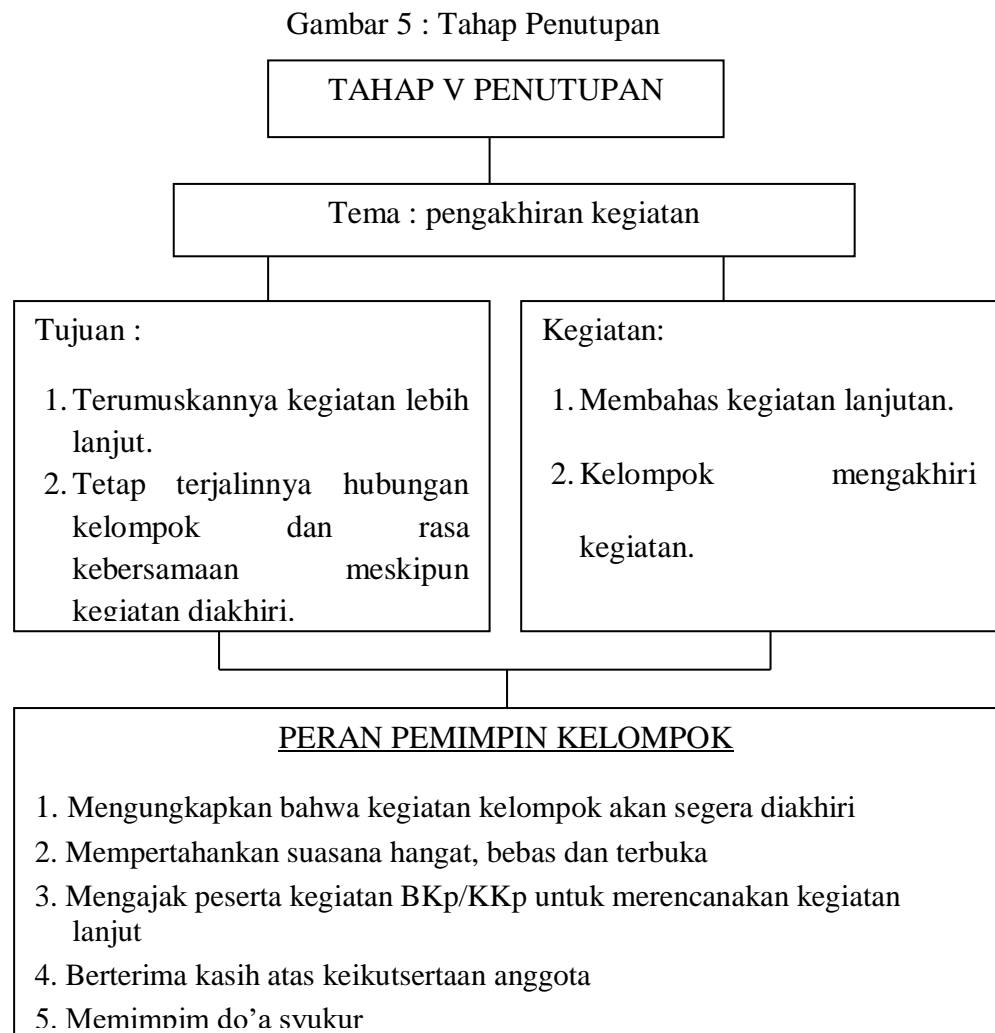 Gambar 5 : Tahap Penutupan
TAHAP V PENUTUPAN
Tema : pengakhiran kegiatan
Tujuan :
1. Terumuskannya kegiatan lebih
lanjut.
2. Tetap terjalinnya hubungan
kelompok dan rasa
kebersamaan meskipun
kegiatan diakhiri.
Kegiatan:
1. Membahas kegiatan lanjutan.
2. Kelompok mengakhiri
kegiatan.
PERAN PEMIMPIN KELOMPOK
1. Mengungkapkan bahwa kegiatan kelompok akan segera diakhiri
2. Mempertahankan suasana hangat, bebas dan terbuka
3. Mengajak peserta kegiatan BKp/KKp untuk merencanakan kegiatan
lanjut
4. Berterima kasih atas keikutsertaan anggota
5. Memimpim do’a syukur